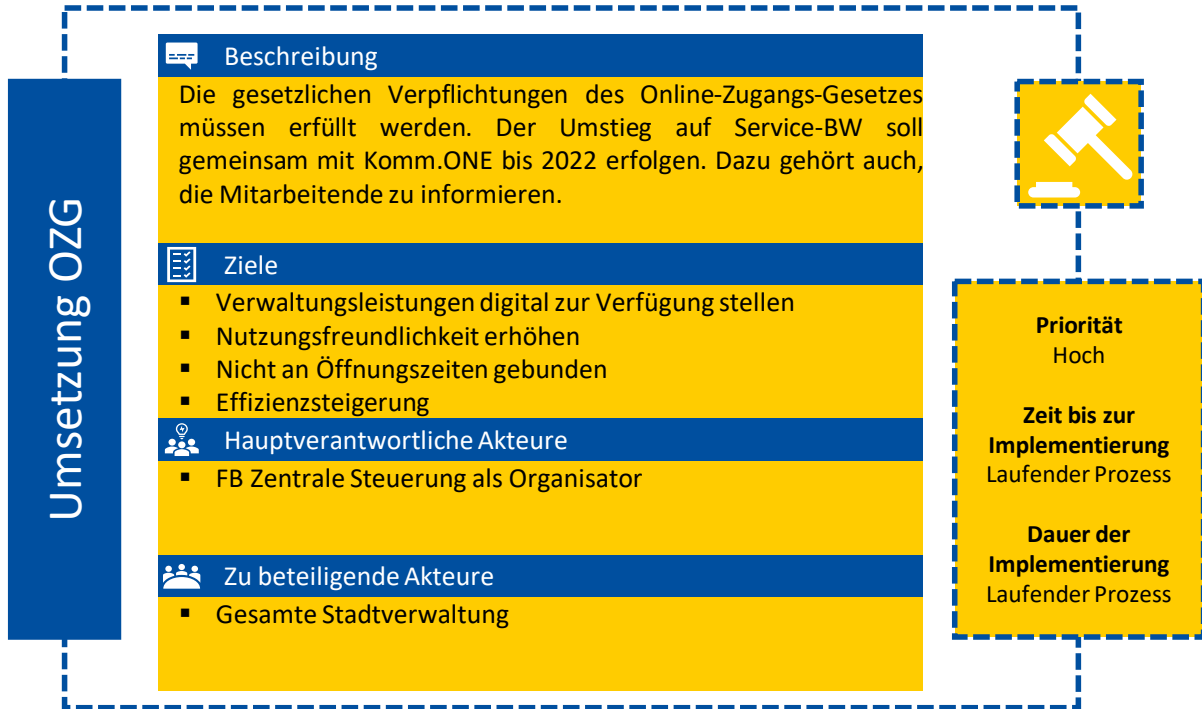 Umsetzung OZG
Beschreibung
Die gesetzlichen Verpflichtungen des Online-Zugangs-Gesetzes
müssen erfüllt werden. Der Umstieg auf Service-BW soll
gemeinsam mit Komm.ONE bis 2022 erfolgen. Dazu gehört auch,
die Mitarbeitende zu informieren.
Ziele
▪ Verwaltungsleistungen digital zur Verfügung stellen
▪ Nutzungsfreundlichkeit erhöhen
▪ Nicht an Öffnungszeiten gebunden
▪ Effizienzsteigerung
Hauptverantwortliche Akteure
▪ FB Zentrale Steuerung als Organisator
Zu beteiligende Akteure
▪ Gesamte Stadtverwaltung
Priorität
Hoch
Zeit bis zur
Implementierung
Laufender Prozess
Dauer der
Implementierung
Laufender Prozess